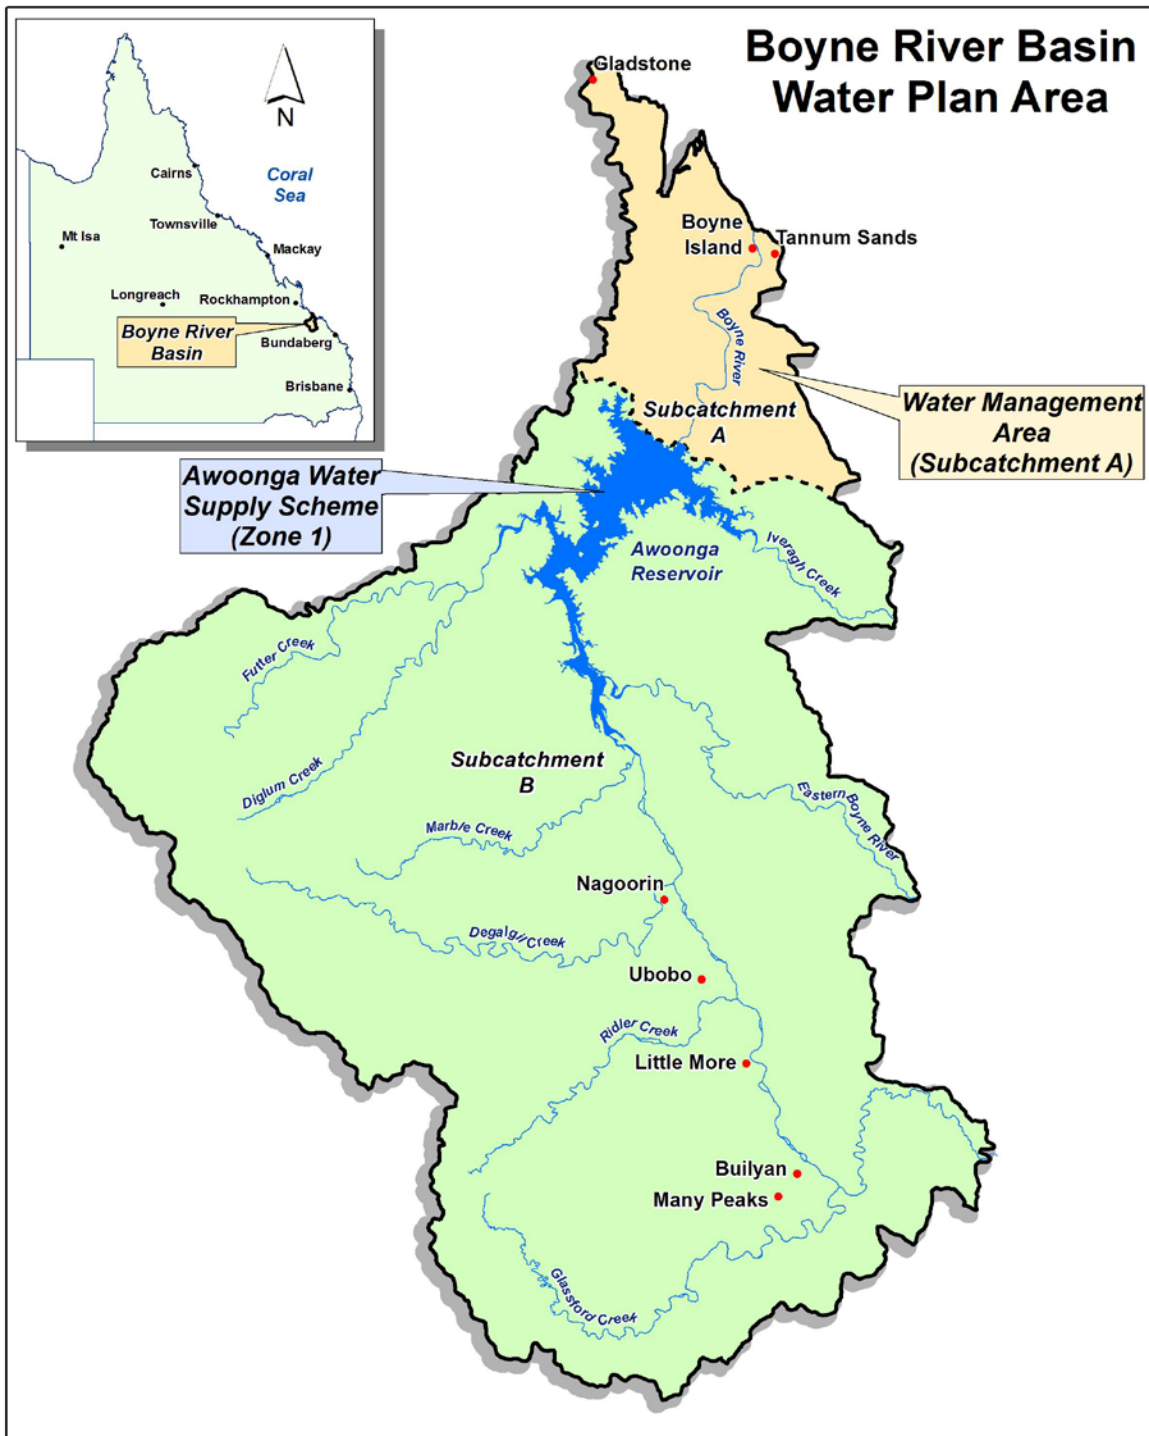 Boyne River Basin
Water Plan Area
N
Coral
Sea
Cairns
Townsville
Mt Isa
Mackay
Longreach
Rockhampton
Boyne River
Basin
Bundaberg
Brisbane
Gladstone
Boyne
Island
Tannum Sands
Boyne River
Subcatchment
A
Water Management
Area
(Subcatchment A)
Awoonga Water
Supply Scheme
(Zone 1)
Awoonga
Reservoir
Iveragh Creek
Futter Creek
Diglum Creek
Subcatchment
B
Marble Creek
Eastern Boyne River
Nagoorin
Degalgil Creek
Ubobo
Ridler Creek
Little More
Builyan
Many Peaks
Glassford Creek